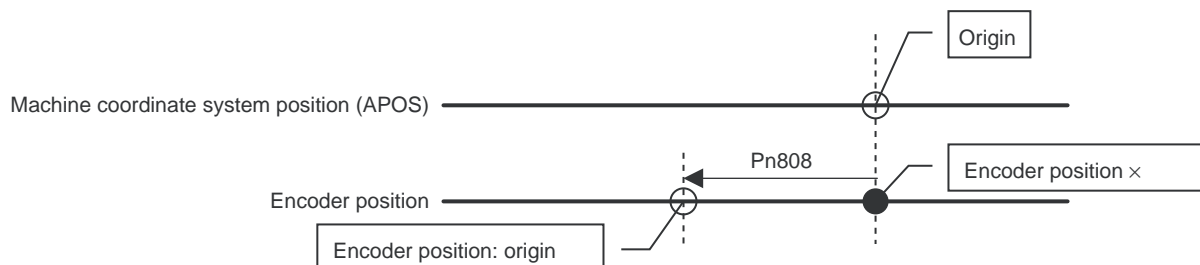 Origin
Machine coordinate system position (APOS)
Pn808
Encoder position ×
Encoder position
Encoder position: origin